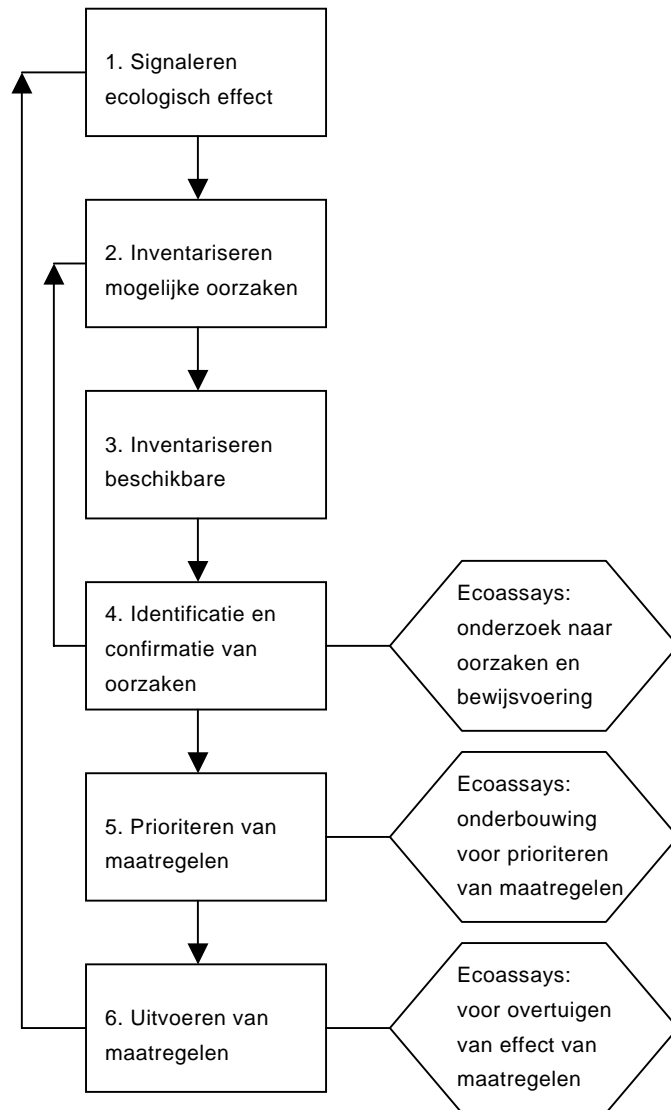 1. Signaleren
ecologisch effect
2. Inventariseren
mogelijke oorzaken
3. Inventariseren
beschikbare
4. Identificatie en
confirmatie van
oorzaken
Ecoassays:
onderzoek naar
oorzaken en
bewijsvoering
5. Prioriteren van
maatregelen
Ecoassays:
onderbouwing
voor prioriteren
van maatregelen
6. Uitvoeren van
maatregelen
Ecoassays:
voor overtuigen
van effect van
maatregelen